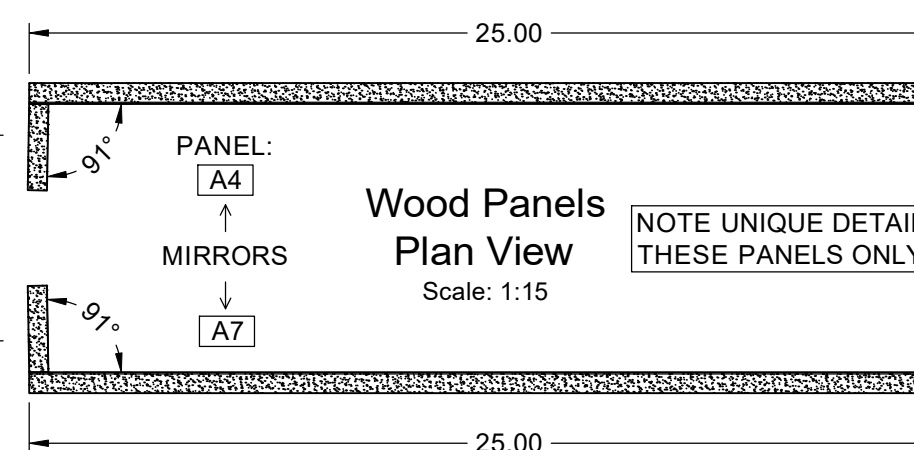 25.00
91°
PANEL:
A4
MIRRORS
A7
91°
Wood Panels
Plan View
Scale: 1:15
NOTE UNIQUE DETAIL
THESE PANELS ONLY
25.00